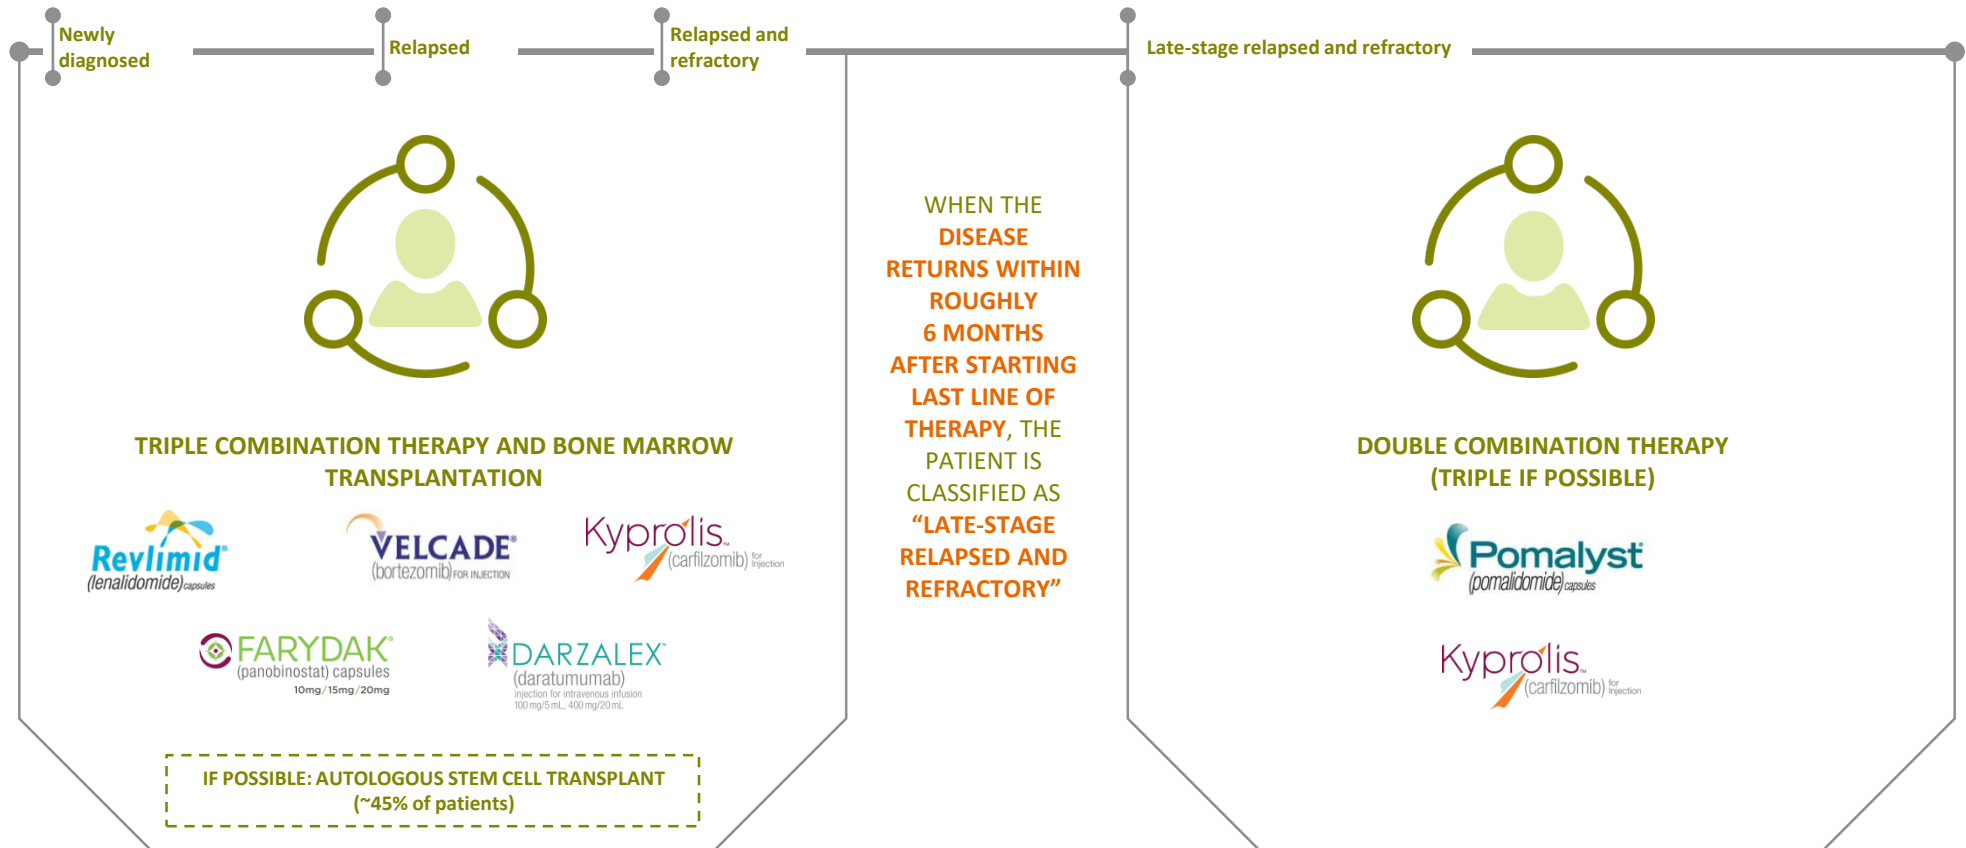 Newly
diagnosed
Relapsed
Relapsed and
refractory
Late-stage relapsed and refractory
TRIPLE COMBINATION THERAPY AND BONE MARROW
TRANSPLANTATION
Revlimid®
(lenalidomide) capsules
VELCADE®
(bortezomib) FOR INJECTION
Kyprolis™
(carfilzomib) for Injection
FARYDAK®
(panobinostat) capsules
10mg/15mg/20mg
DARZALEX™
(daratumumab)
injection for intravenous infusion
100 mg/5 mL, 400 mg/20 mL
IF POSSIBLE: AUTOLOGOUS STEM CELL TRANSPLANT
(~45% of patients)
WHEN THE
DISEASE
RETURNS WITHIN
ROUGHLY
6 MONTHS
AFTER STARTING
LAST LINE OF
THERAPY, THE
PATIENT IS
CLASSIFIED AS
“LATE-STAGE
RELAPSED AND
REFRACTORY”
DOUBLE COMBINATION THERAPY
(TRIPLE IF POSSIBLE)
Pomalyst®
(pomalidomide) capsules
Kyprolis™
(carfilzomib) for Injection